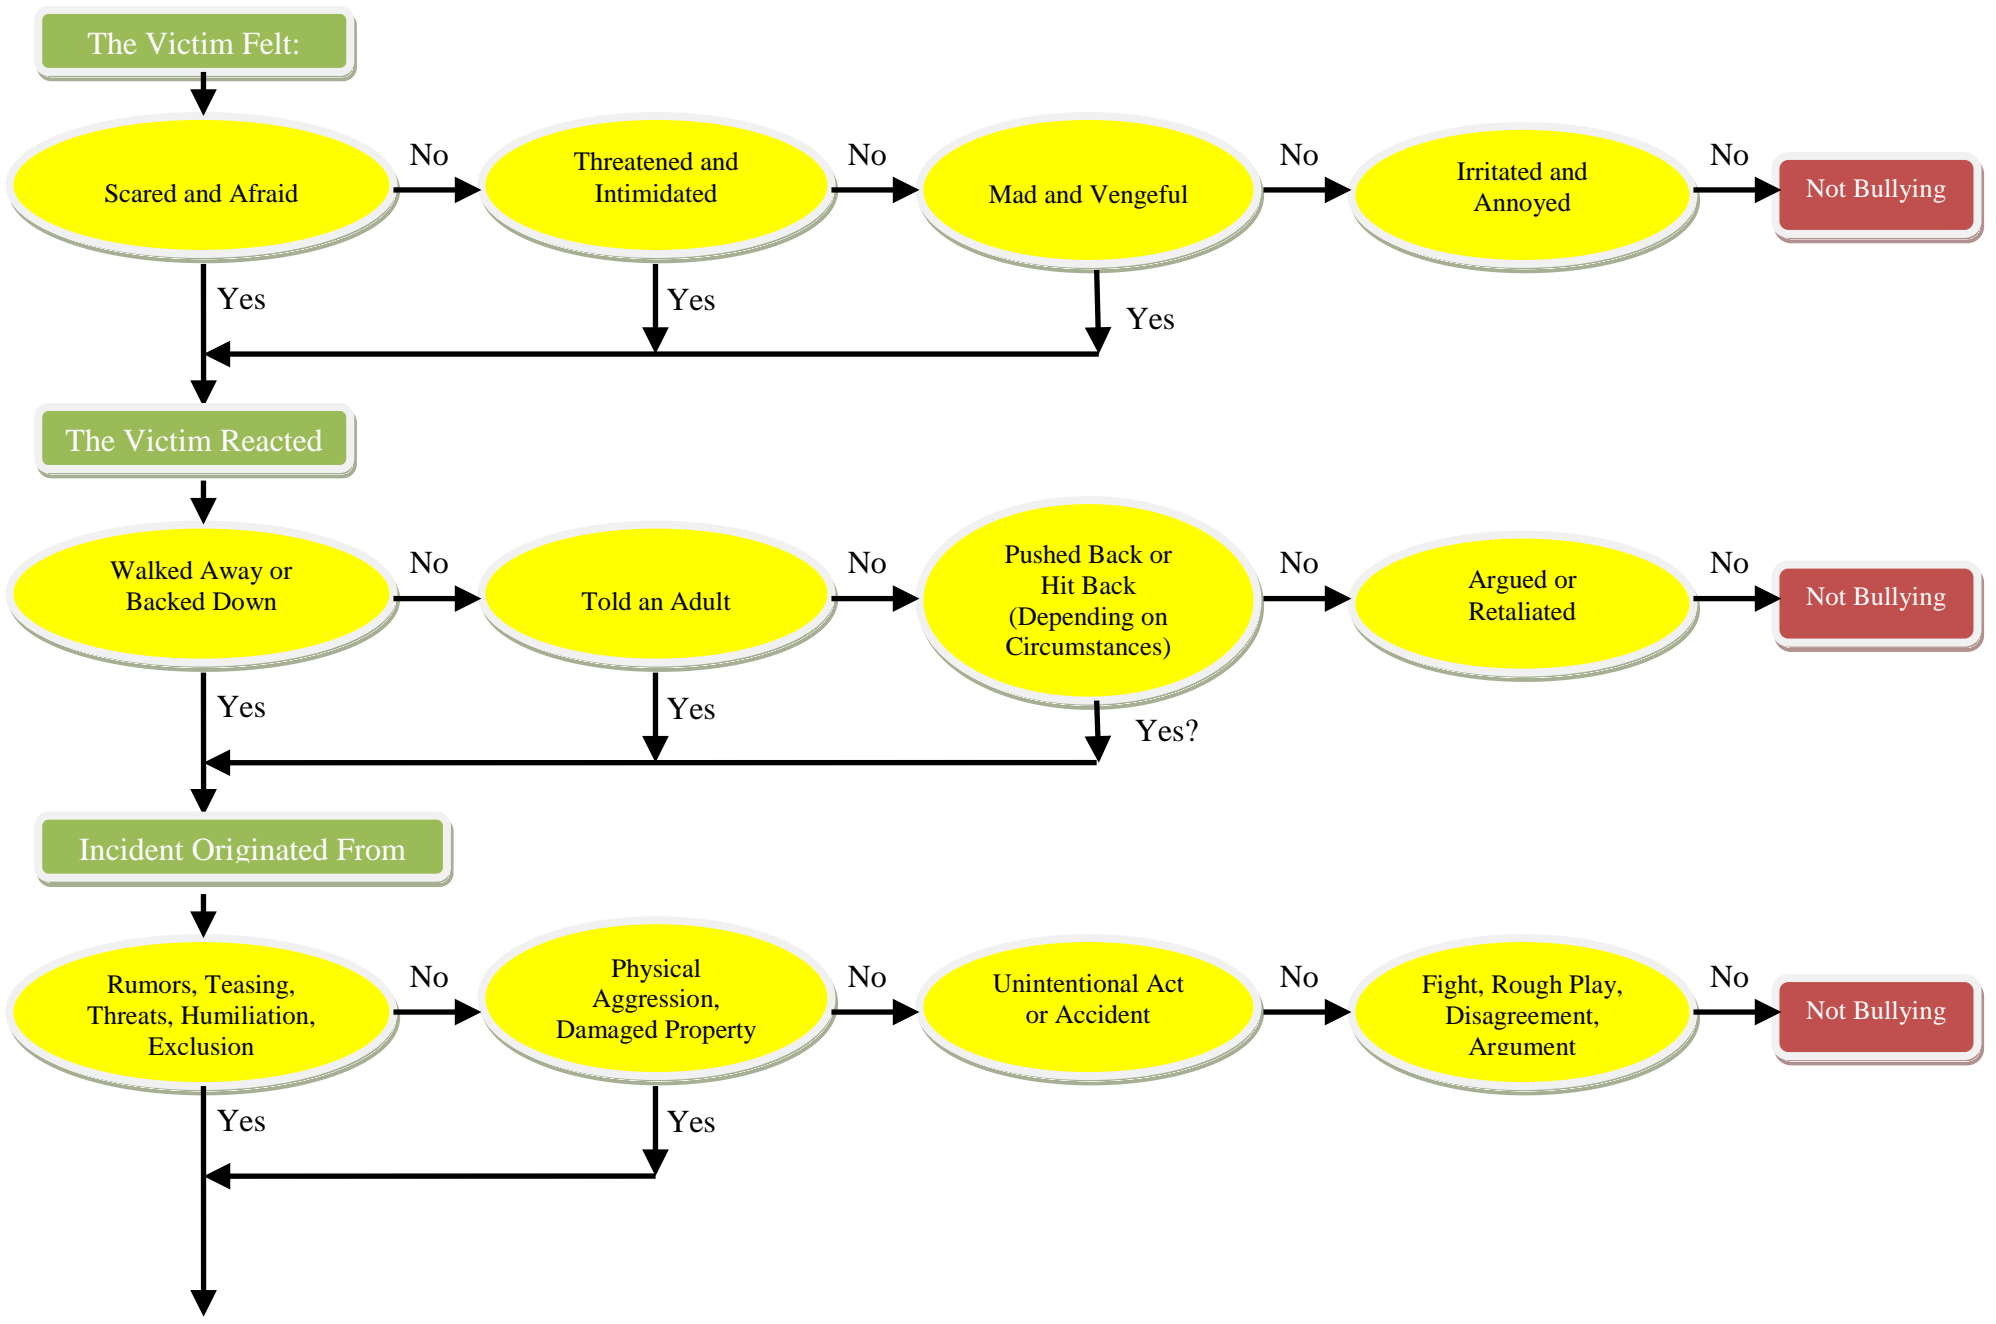 The Victim Felt:
Scared and Afraid
No
Threatened and
Intimidated
No
Mad and Vengeful
No
Irritated and
Annoyed
No
Not Bullying
Yes
Yes
Yes
The Victim Reacted
Walked Away or
Backed Down
No
Told an Adult
No
Pushed Back or
Hit Back
(Depending on
Circumstances)
No
Argued or
Retaliated
No
Not Bullying
Yes
Yes
Yes?
Incident Originated From
Rumors, Teasing,
Threats, Humiliation,
Exclusion
No
Physical
Aggression,
Damaged Property
No
Unintentional Act
or Accident
No
Fight, Rough Play,
Disagreement,
Argument
No
Not Bullying
Yes
Yes